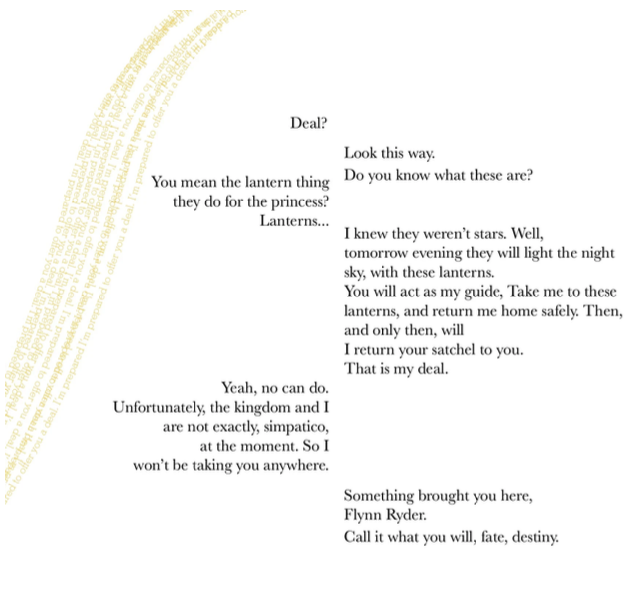 Deal?
Look this way.
Do you know what these are?
You mean the lantern thing
they do for the princess?
Lanterns...
I knew they weren't stars. Well,
tomorrow evening they will light the night
sky, with these lanterns.
You will act as my guide, Take me to these
lanterns, and return me home safely. Then,
and only then, will
I return your satchel to you.
That is my deal.
Yeah, no can do.
Unfortunately, the kingdom and I
are not exactly, simpatico,
at the moment. So I
won't be taking you anywhere.
Something brought you here,
Flynn Ryder.
Call it what you will, fate, destiny.
I'm prepared to offer you a deal.